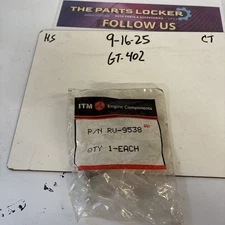 THE PARTS LOCKER
FOLLOW US
HS 9-16-25 CT
GT-402
ITM Engine Components
P/N RU-9538
QTY 1-EACH